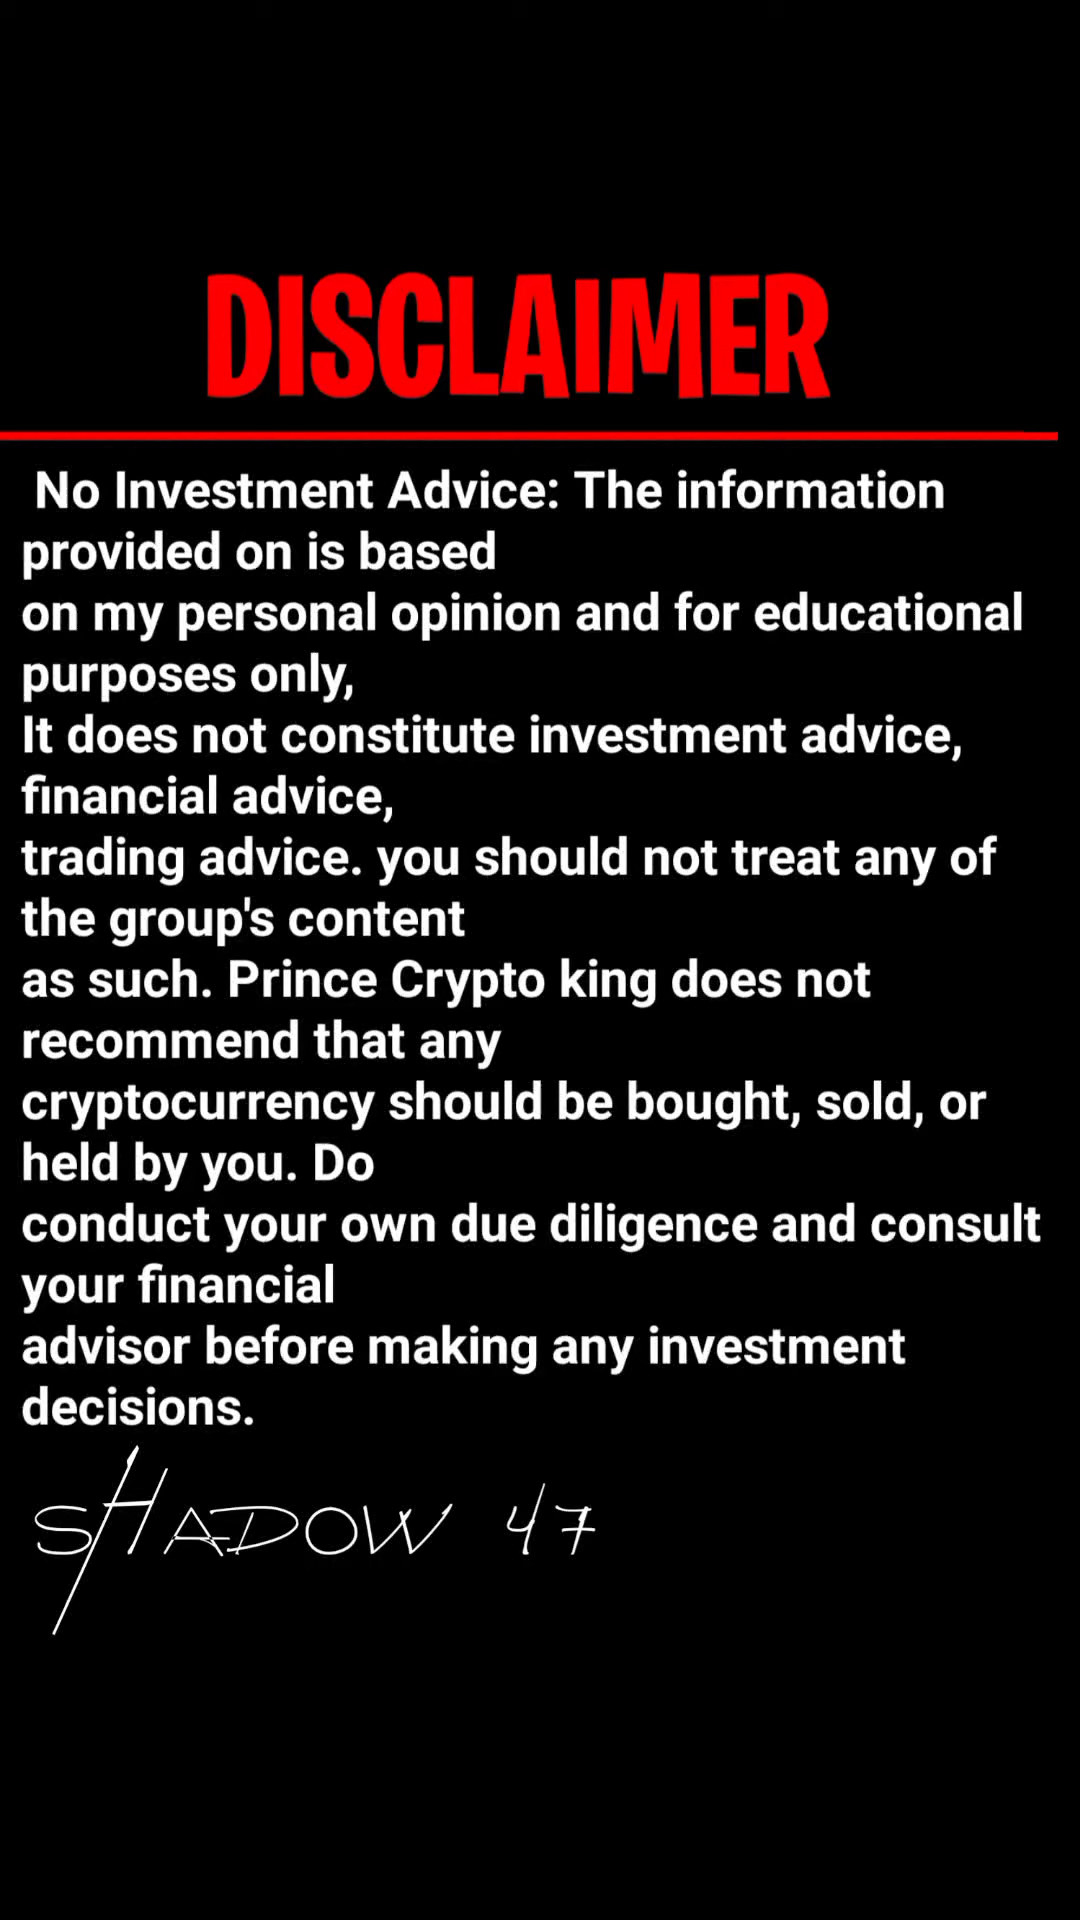 DISCLAIMER
No Investment Advice: The information
provided on is based
on my personal opinion and for educational
purposes only,
It does not constitute investment advice,
financial advice,
trading advice. you should not treat any of
the group's content
as such. Prince Crypto king does not
recommend that any
cryptocurrency should be bought, sold, or
held by you. Do
conduct your own due diligence and consult
your financial
advisor before making any investment
decisions.
SHADOW 47